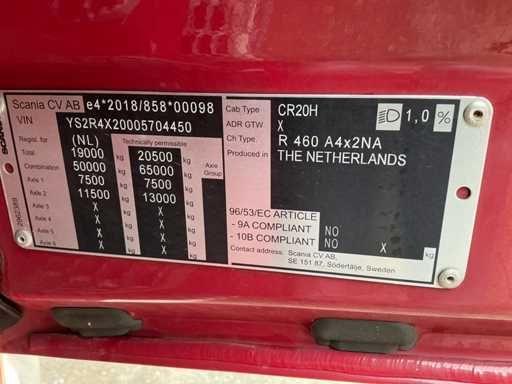 Scania CV AB e4*2018/858*00098
VIN YS2R4X20005704450
Regist. for (NL) Technically permissible
Total 19000 kg 20500 kg Axle Group
Combination 50000 kg 65000 kg
Axle 1 7500 kg 7500 kg
Axle 2 11500 kg 13000 kg
Axle 3 X kg X kg
Axle 4 X kg X kg
Axle 5 X kg X kg
Axle 6 X kg X kg
Cab Type CR20H 1,0 %
ADR GTW X
Ch Type R 460 A4x2NA
Produced in THE NETHERLANDS
96/53/EC ARTICLE
- 9A COMPLIANT NO
- 10B COMPLIANT NO X kg
Contact address: Scania CV AB,
SE 151 87, Södertälje, Sweden
SCANIA